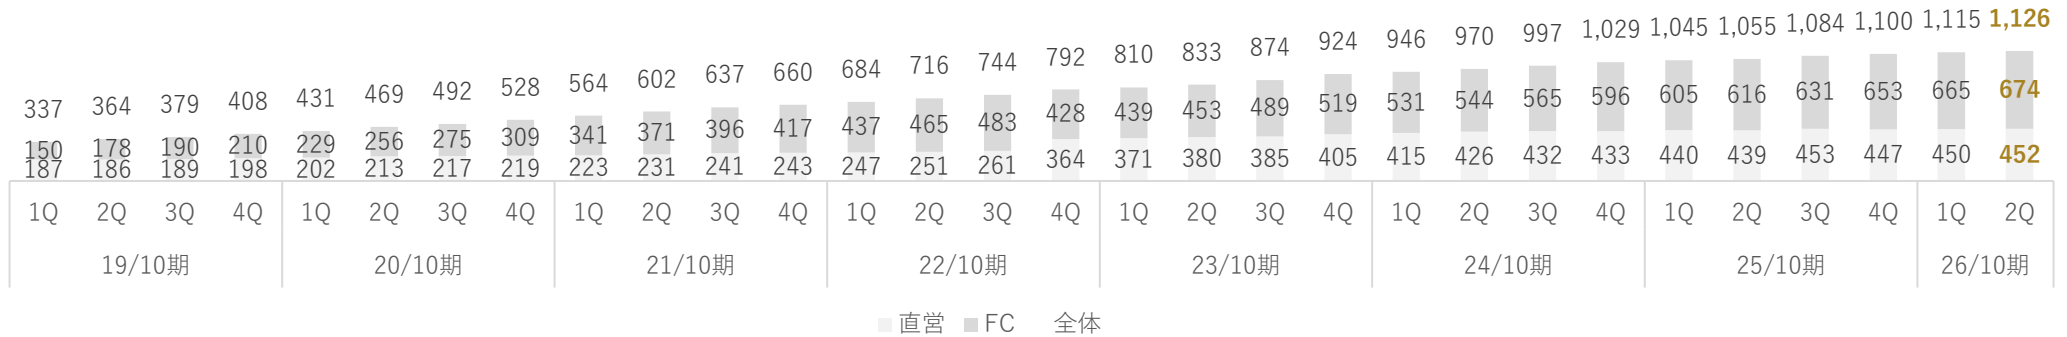 337 364 379 408 431 469 492 528 564 602 637 660 684 716 744 792 810 833 874 924 946 970 997 1,029 1,045 1,055 1,084 1,100 1,115 1,126
150 178 190 210 229 256 275 309 341 371 396 417 437 465 483 428 439 453 489 519 531 544 565 596 605 616 631 653 665 674
187 186 189 198 202 213 217 219 223 231 241 243 247 251 261 364 371 380 385 405 415 426 432 433 440 439 453 447 450 452
1Q 2Q 3Q 4Q 1Q 2Q 3Q 4Q 1Q 2Q 3Q 4Q 1Q 2Q 3Q 4Q 1Q 2Q 3Q 4Q 1Q 2Q 3Q 4Q 1Q 2Q 3Q 4Q 1Q 2Q
19/10期 20/10期 21/10期 22/10期 23/10期 24/10期 25/10期 26/10期
直営 FC 全体